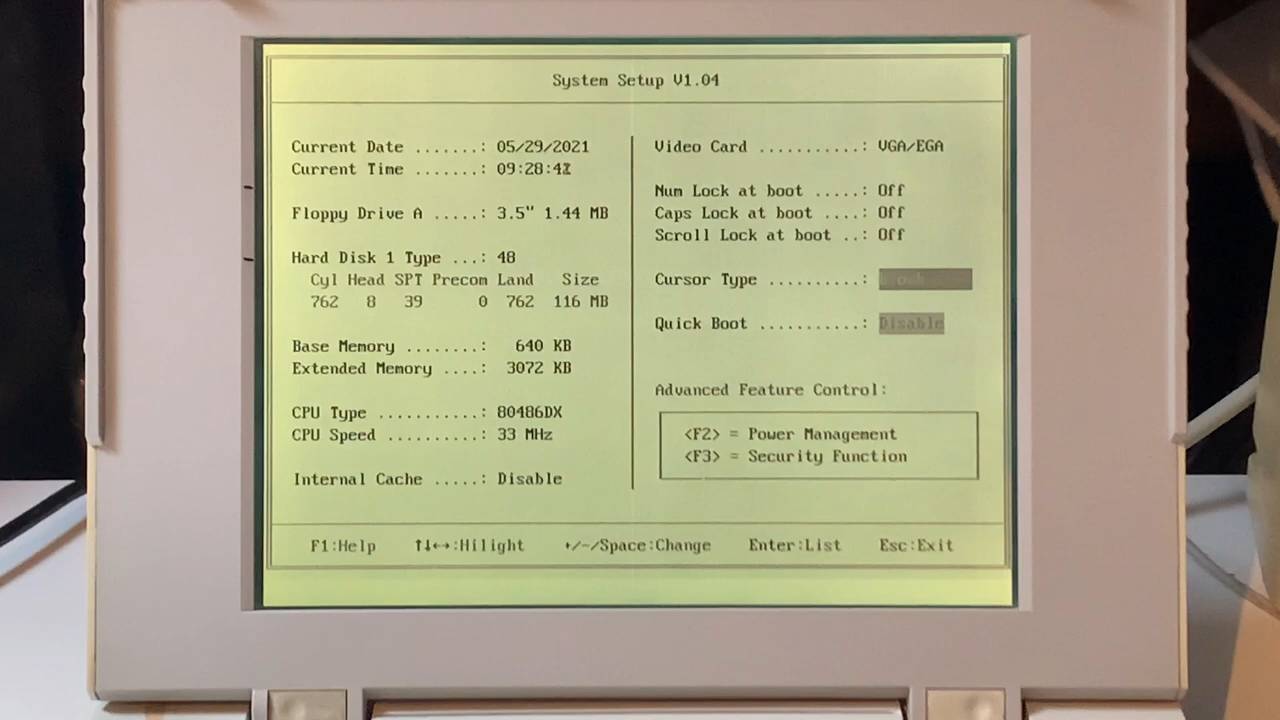 System Setup V1.04
Current Date .......: 05/29/2021
Current Time .......:
Floppy Drive A .....: 3.5" 1.44 MB
Hard Disk 1 Type ...: 48
Cyl Head SPT Precom Land Size
762 8 39 0 762 116 MB
Base Memory ........: 640 KB
Extended Memory ....: 3072 KB
CPU Type ...........: 80486DX
CPU Speed ..........: 33 MHz
Internal Cache .....: Disable
Video Card ...........: VGA/EGA
Num Lock at boot .....: Off
Caps Lock at boot ....: Off
Scroll Lock at boot ..: Off
Cursor Type ..........:
Quick Boot ...........: Disable
Advanced Feature Control:
<F2> = Power Management
<F3> = Security Function
F1:Help ↑↓←→:Hilight +/-/Space:Change Enter:List Esc:Exit